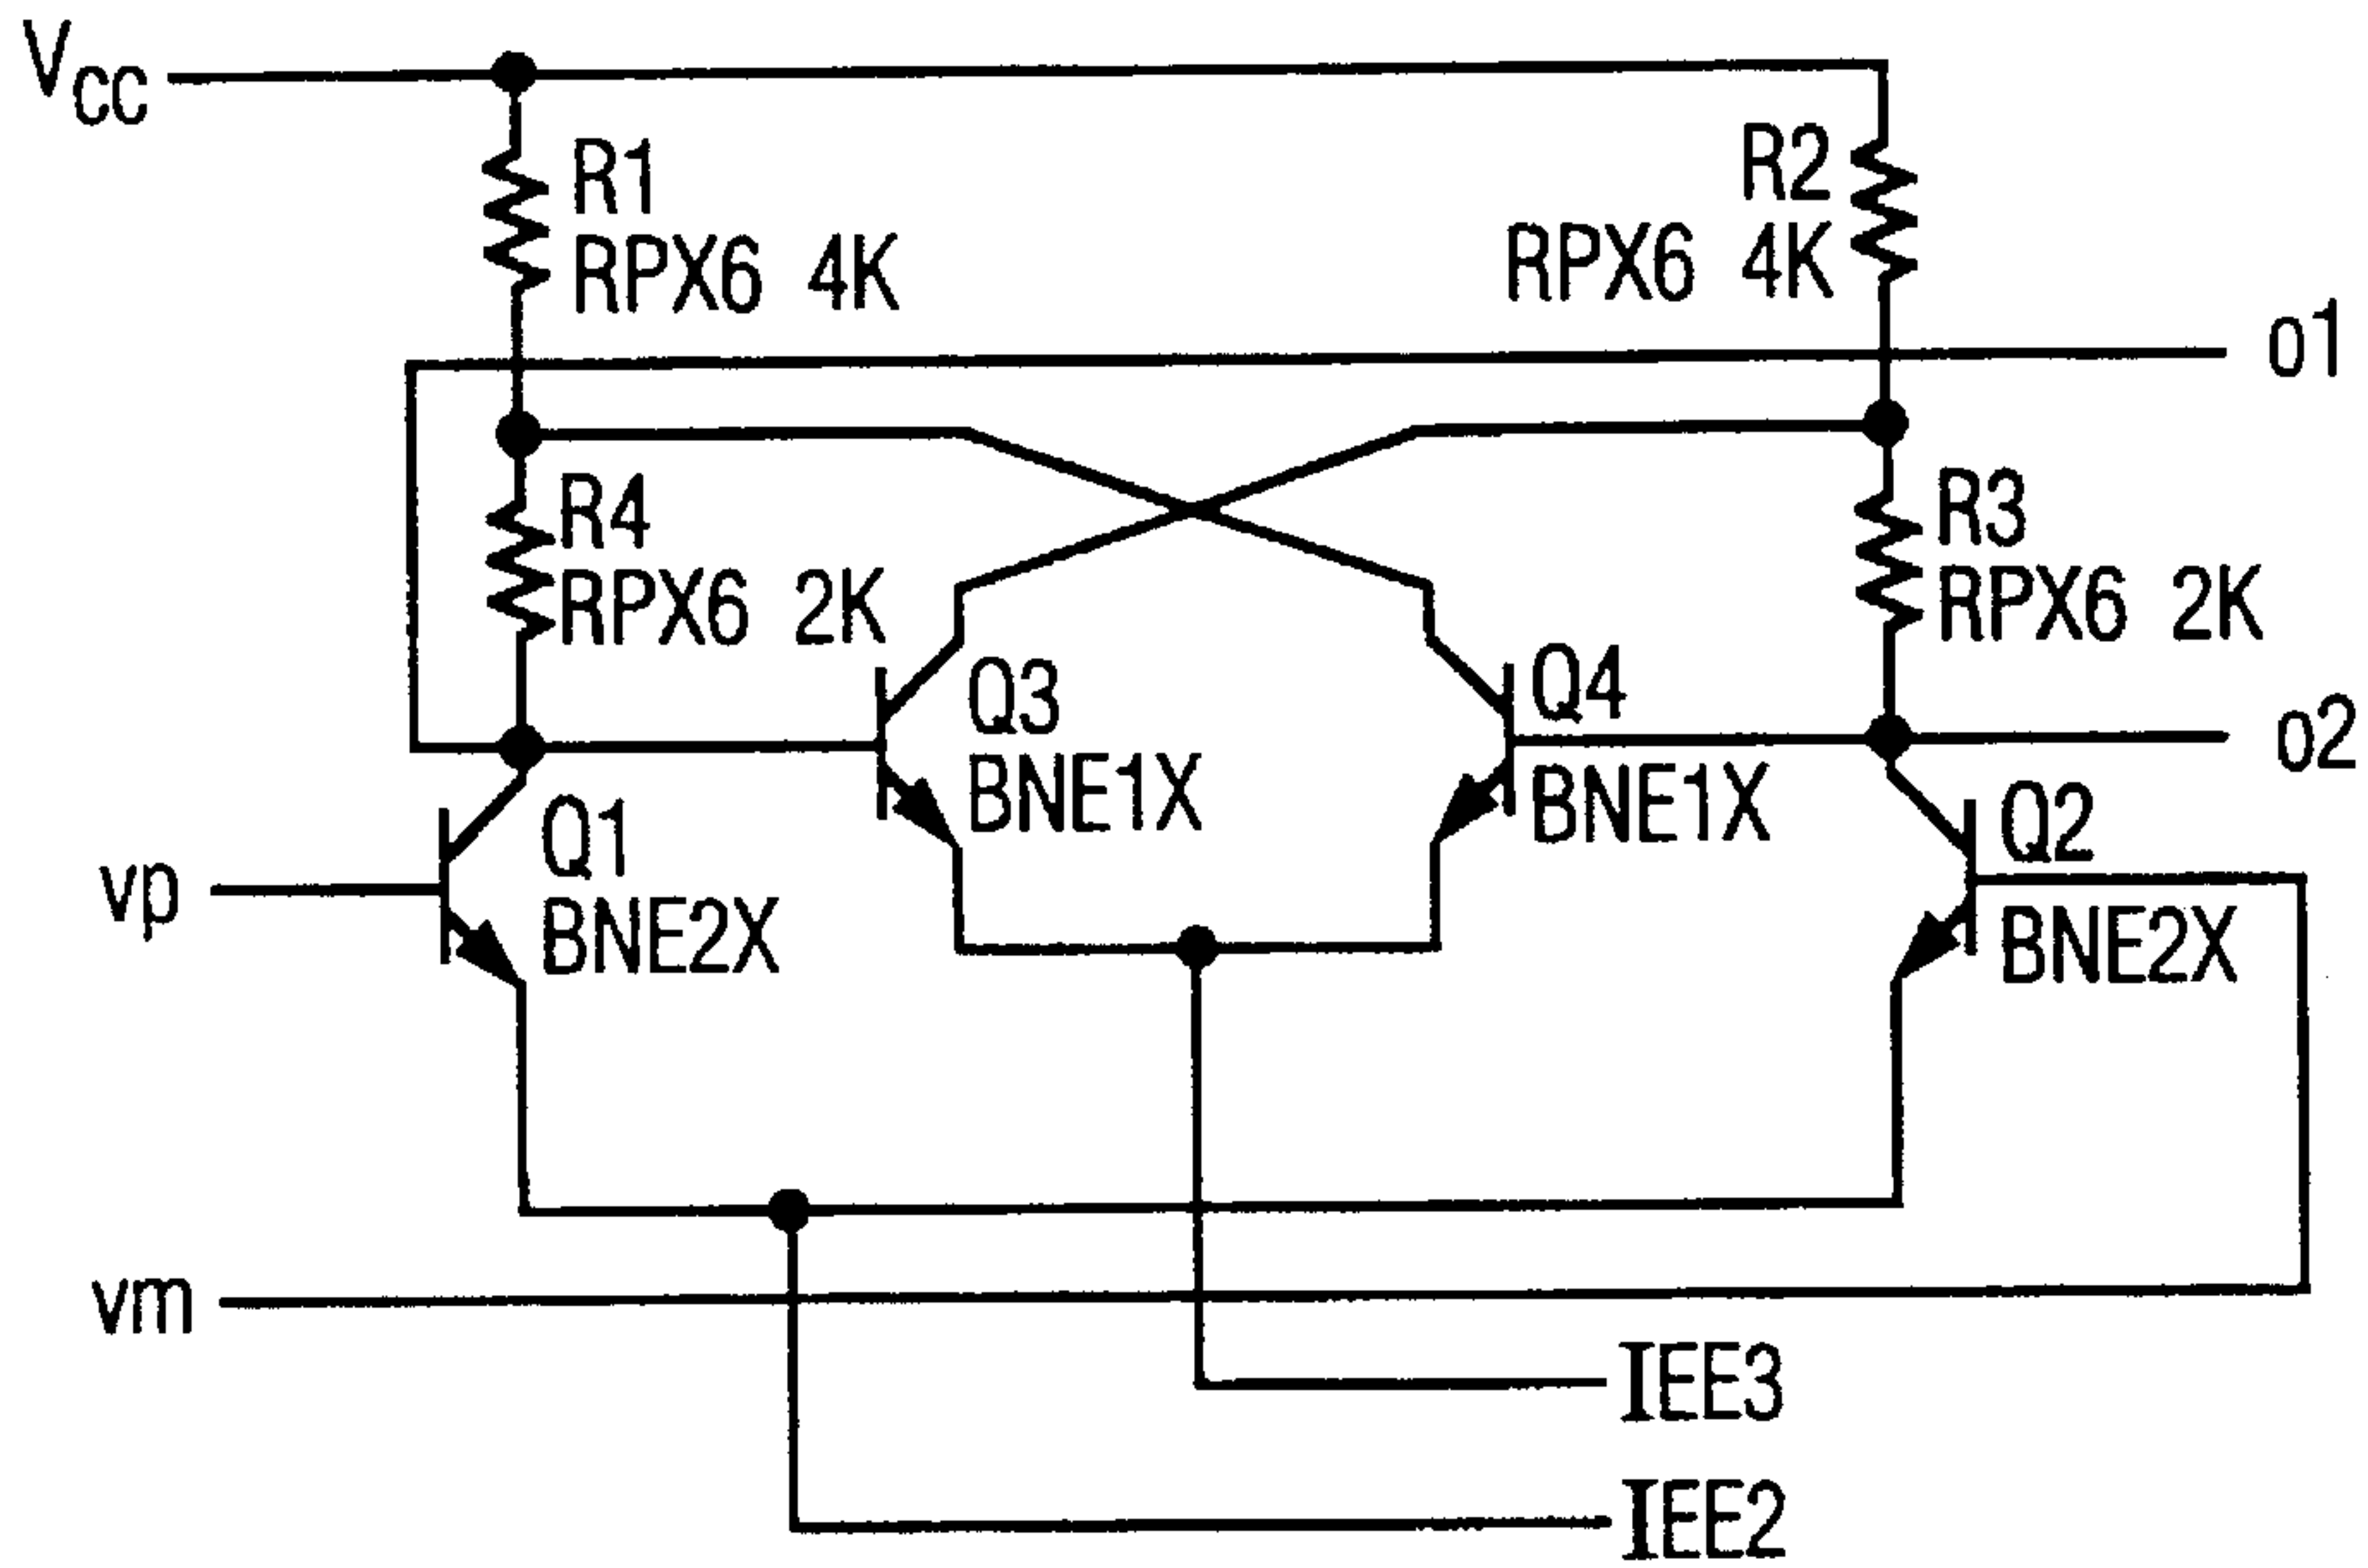 Vcc
R1
RPX6 4K
R2
RPX6 4K
o1
R4
RPX6 2K
R3
RPX6 2K
Q3
BNE1X
Q4
BNE1X
o2
Q1
BNE2X
Q2
BNE2X
vp
vm
IEE3
IEE2